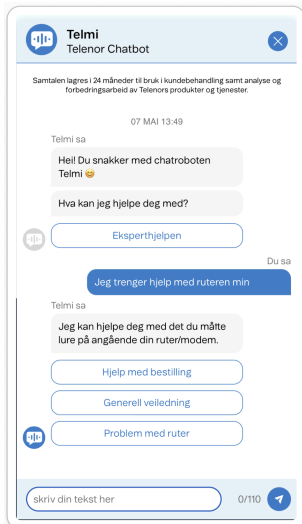 Telmi
Telenor Chatbot
Samtalen lagres i 24 måneder til bruk i kundebehandling samt analyse og
forbedringsarbeid av Telenors produkter og tjenester.
07 MAI 13:49
Telmi sa
Hei! Du snakker med chatroboten
Telmi 😊
Hva kan jeg hjelpe deg med?
Eksperthjelpen
Du sa
Jeg trenger hjelp med ruteren min
Telmi sa
Jeg kan hjelpe deg med det du måtte
lure på angående din ruter/modem.
Hjelp med bestilling
Generell veiledning
Problem med ruter
skriv din tekst her
0/110